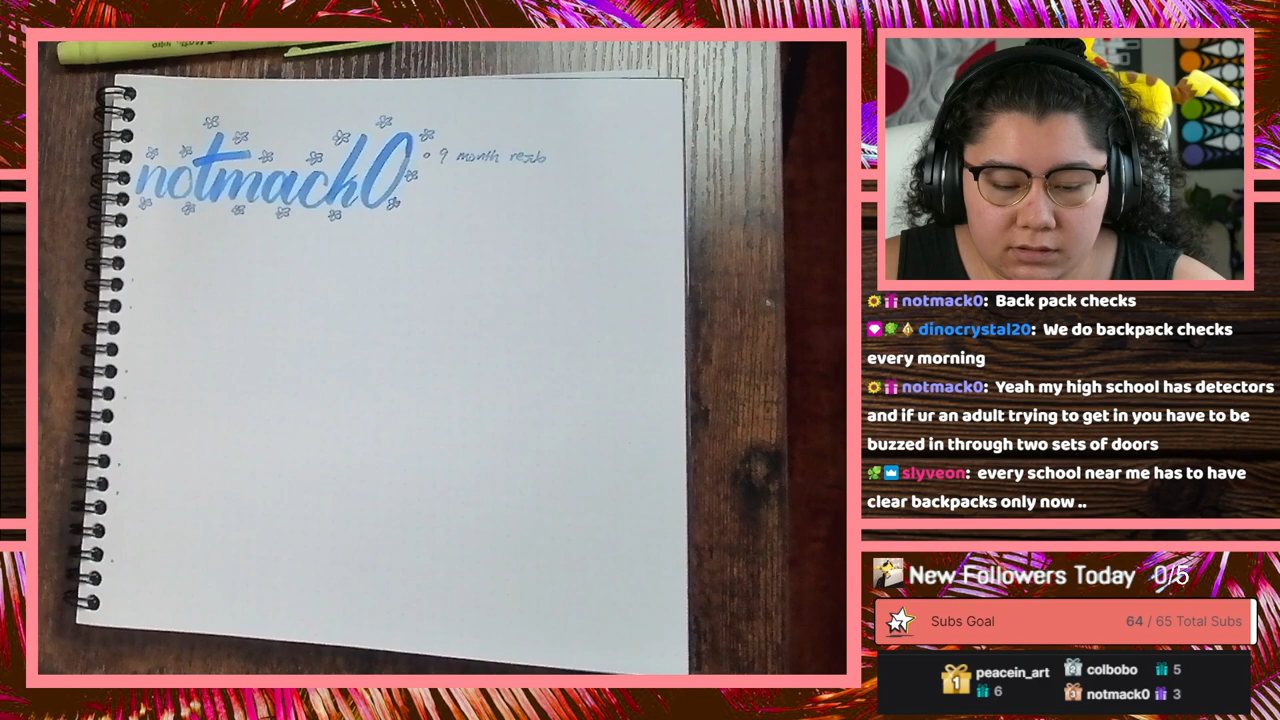 notmack0
° 9 month resub
notmack0: Back pack checks
dinocrystal20: We do backpack checks
every morning
notmack0: Yeah my high school has detectors
and if ur an adult trying to get in you have to be
buzzed in through two sets of doors
slyveon: every school near me has to have
clear backpacks only now ..
New Followers Today 0/5
Subs Goal 64 / 65 Total Subs
1 peacein_art 6
2 colbobo 5
3 notmack0 3